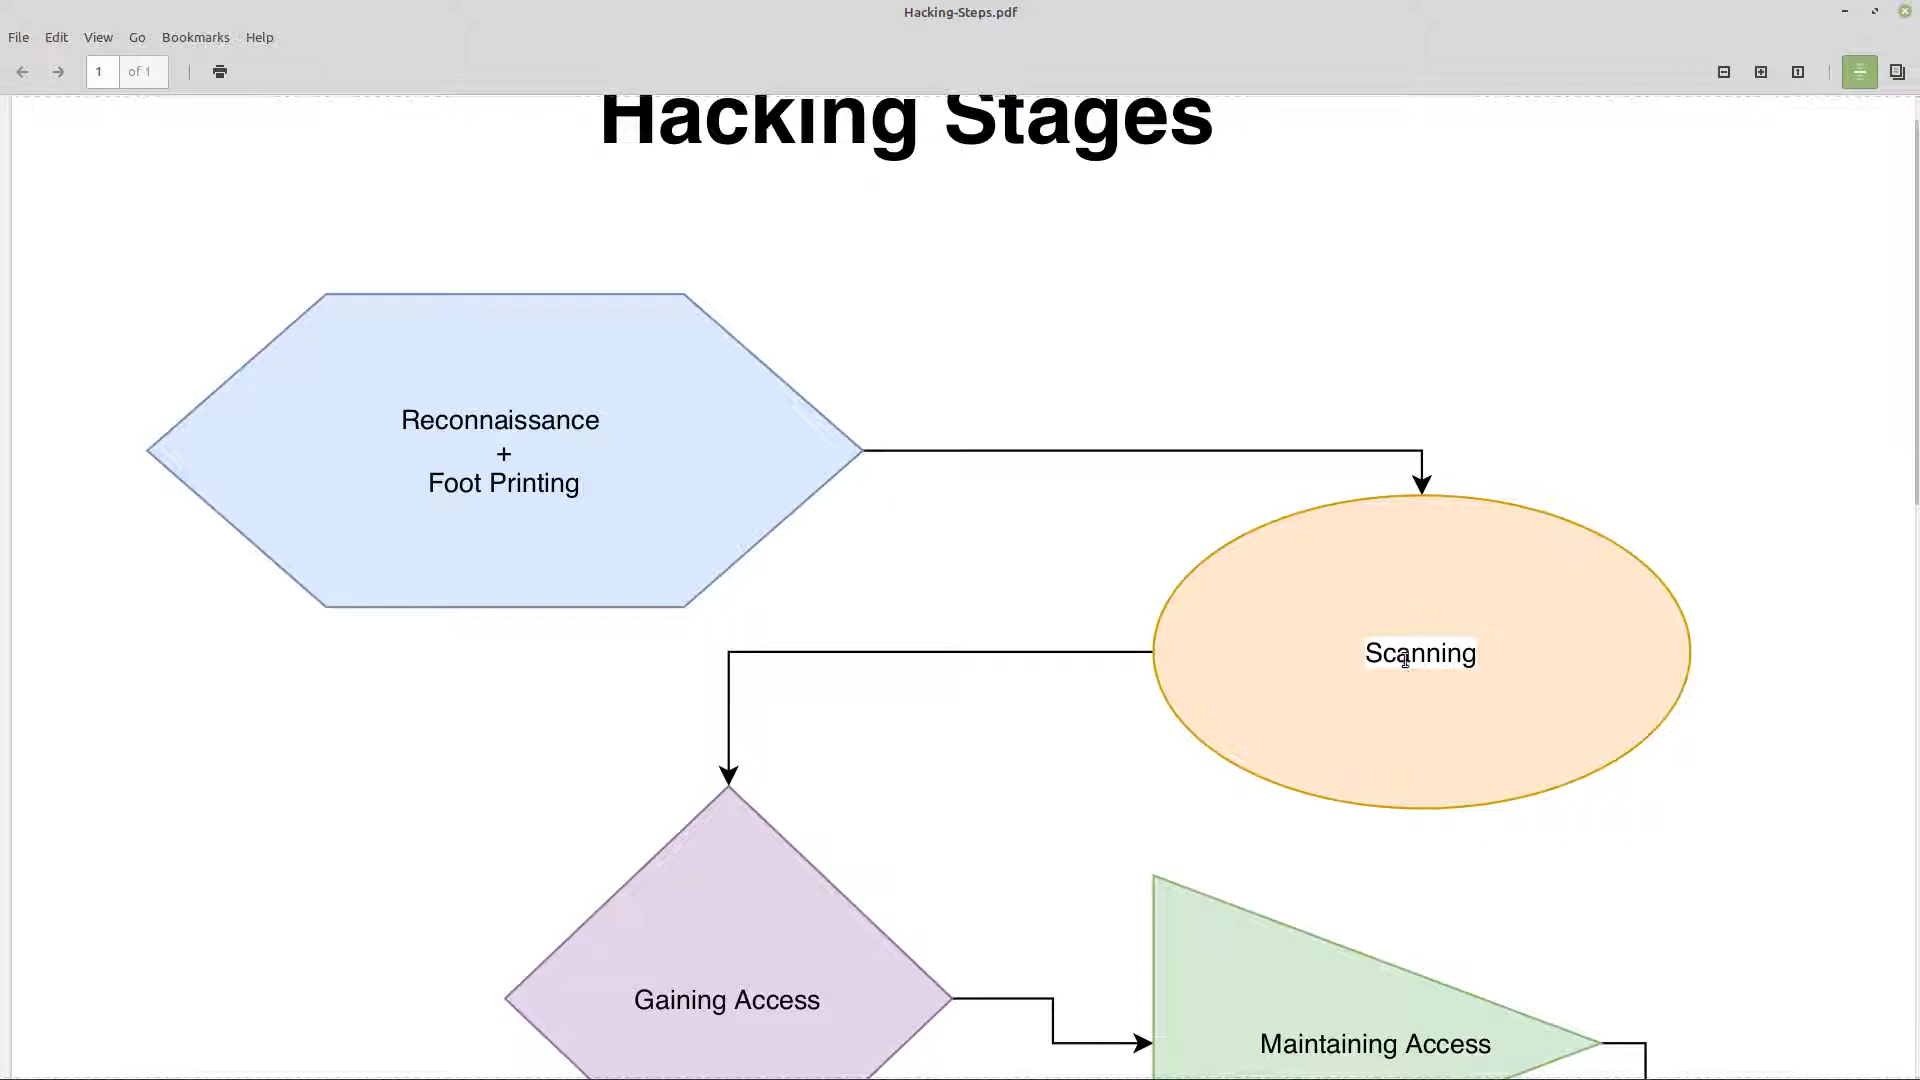 Hacking-Steps.pdf
File Edit View Go Bookmarks Help
1 of 1
Hacking Stages
Reconnaissance
+
Foot Printing
Scanning
Gaining Access
Maintaining Access